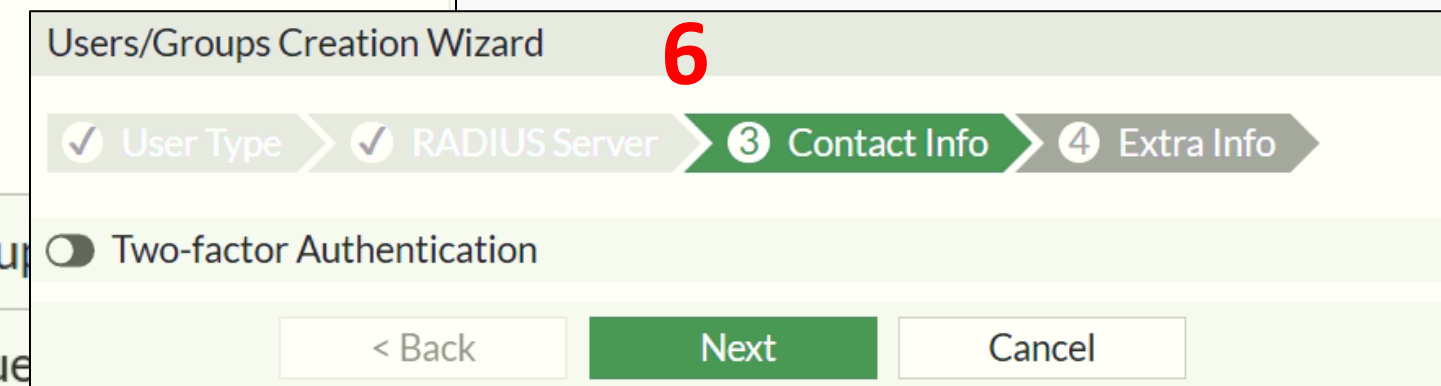 Users/Groups Creation Wizard 6
✓ User Type ✓ RADIUS Server 3 Contact Info 4 Extra Info
Two-factor Authentication
< Back Next Cancel